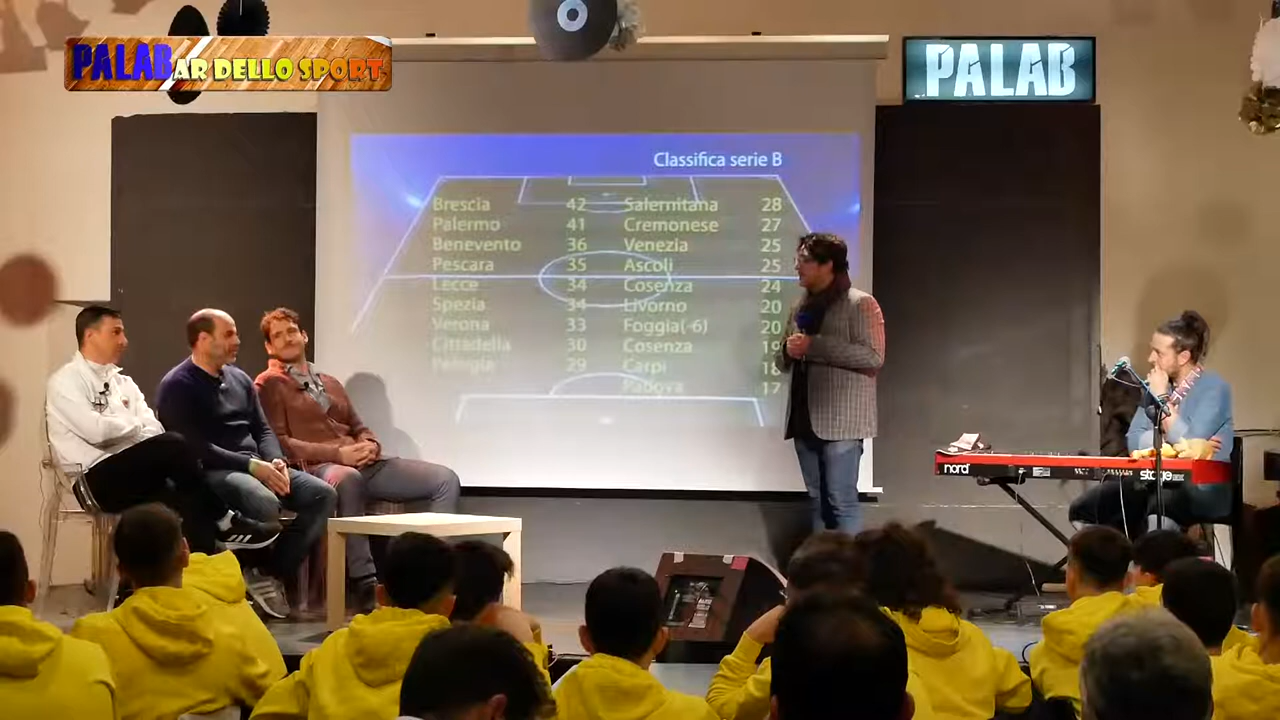 PALABAR DELLO SPORT
PALAB
Classifica serie B
Brescia 42 Salernitana 28
Palermo 41 Cremonese 27
Benevento 36 Venezia 25
Pescara 35 Ascoli 25
Lecce 34 Cosenza 24
Spezia 34 Livorno 20
Verona 33 Foggia(-6) 20
Cittadella 30 Cosenza 19
Perugia 29 Carpi 18
Padova 17
nord
stage